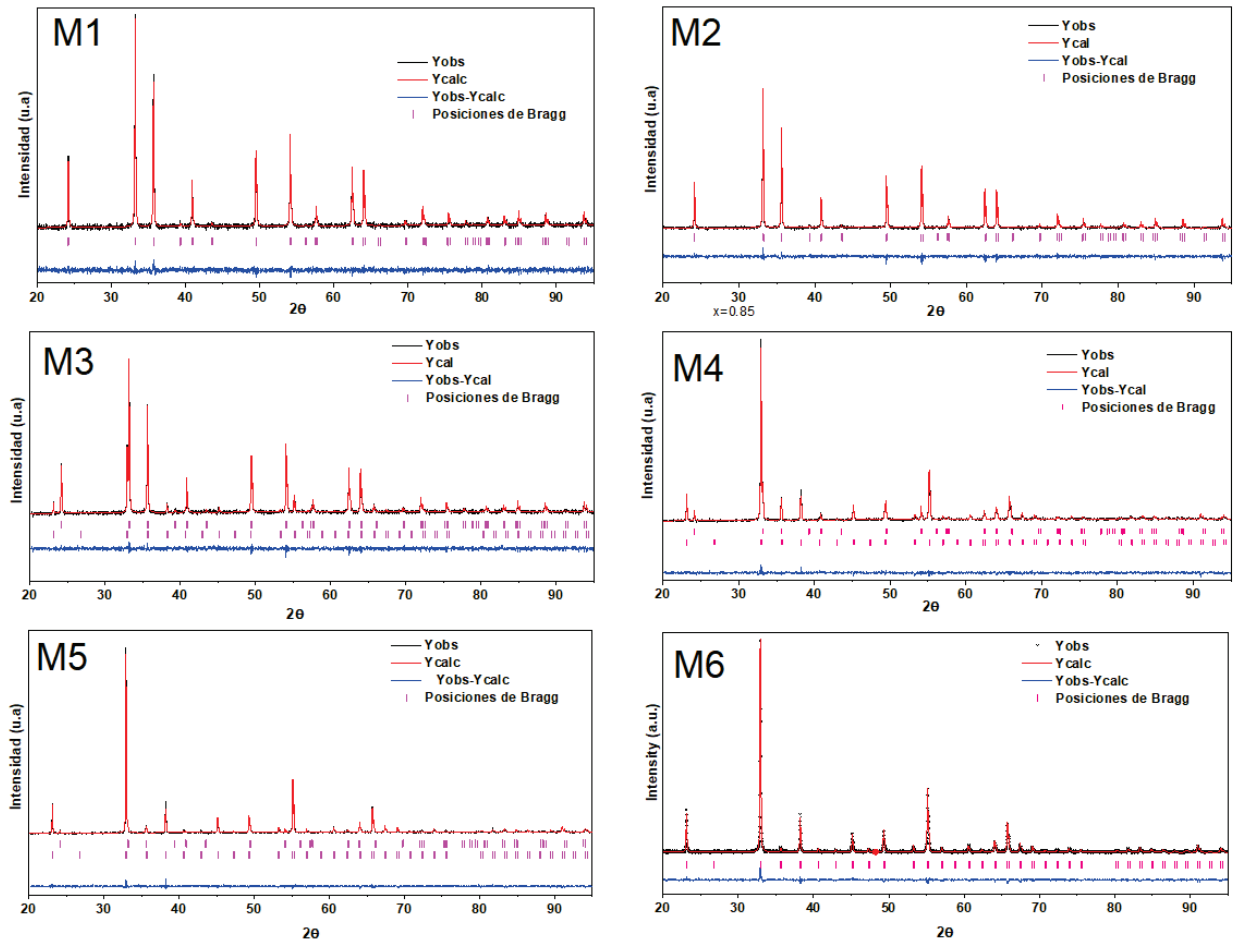 M1
Yobs
Ycalc
Yobs-Ycalc
Posiciones de Bragg
Intensidad (u.a)
20 30 40 50 60 70 80 90
2θ
M2
Yobs
Ycal
Yobs-Ycal
Posiciones de Bragg
Intensidad (u.a)
20 30 40 50 60 70 80 90
x=0.85
2θ
M3
Yobs
Ycal
Yobs-Ycal
Posiciones de Bragg
Intensidad (u.a)
20 30 40 50 60 70 80 90
2θ
M4
Yobs
Ycal
Yobs-Ycal
Posiciones de Bragg
Intensidad (u.a)
20 30 40 50 60 70 80 90
2θ
M5
Yobs
Ycalc
Yobs-Ycalc
Posiciones de Bragg
Intensidad (u.a)
20 30 40 50 60 70 80 90
2θ
M6
Yobs
Ycalc
Yobs-Ycalc
Posiciones de Bragg
Intensity (a.u.)
20 30 40 50 60 70 80 90
2θ